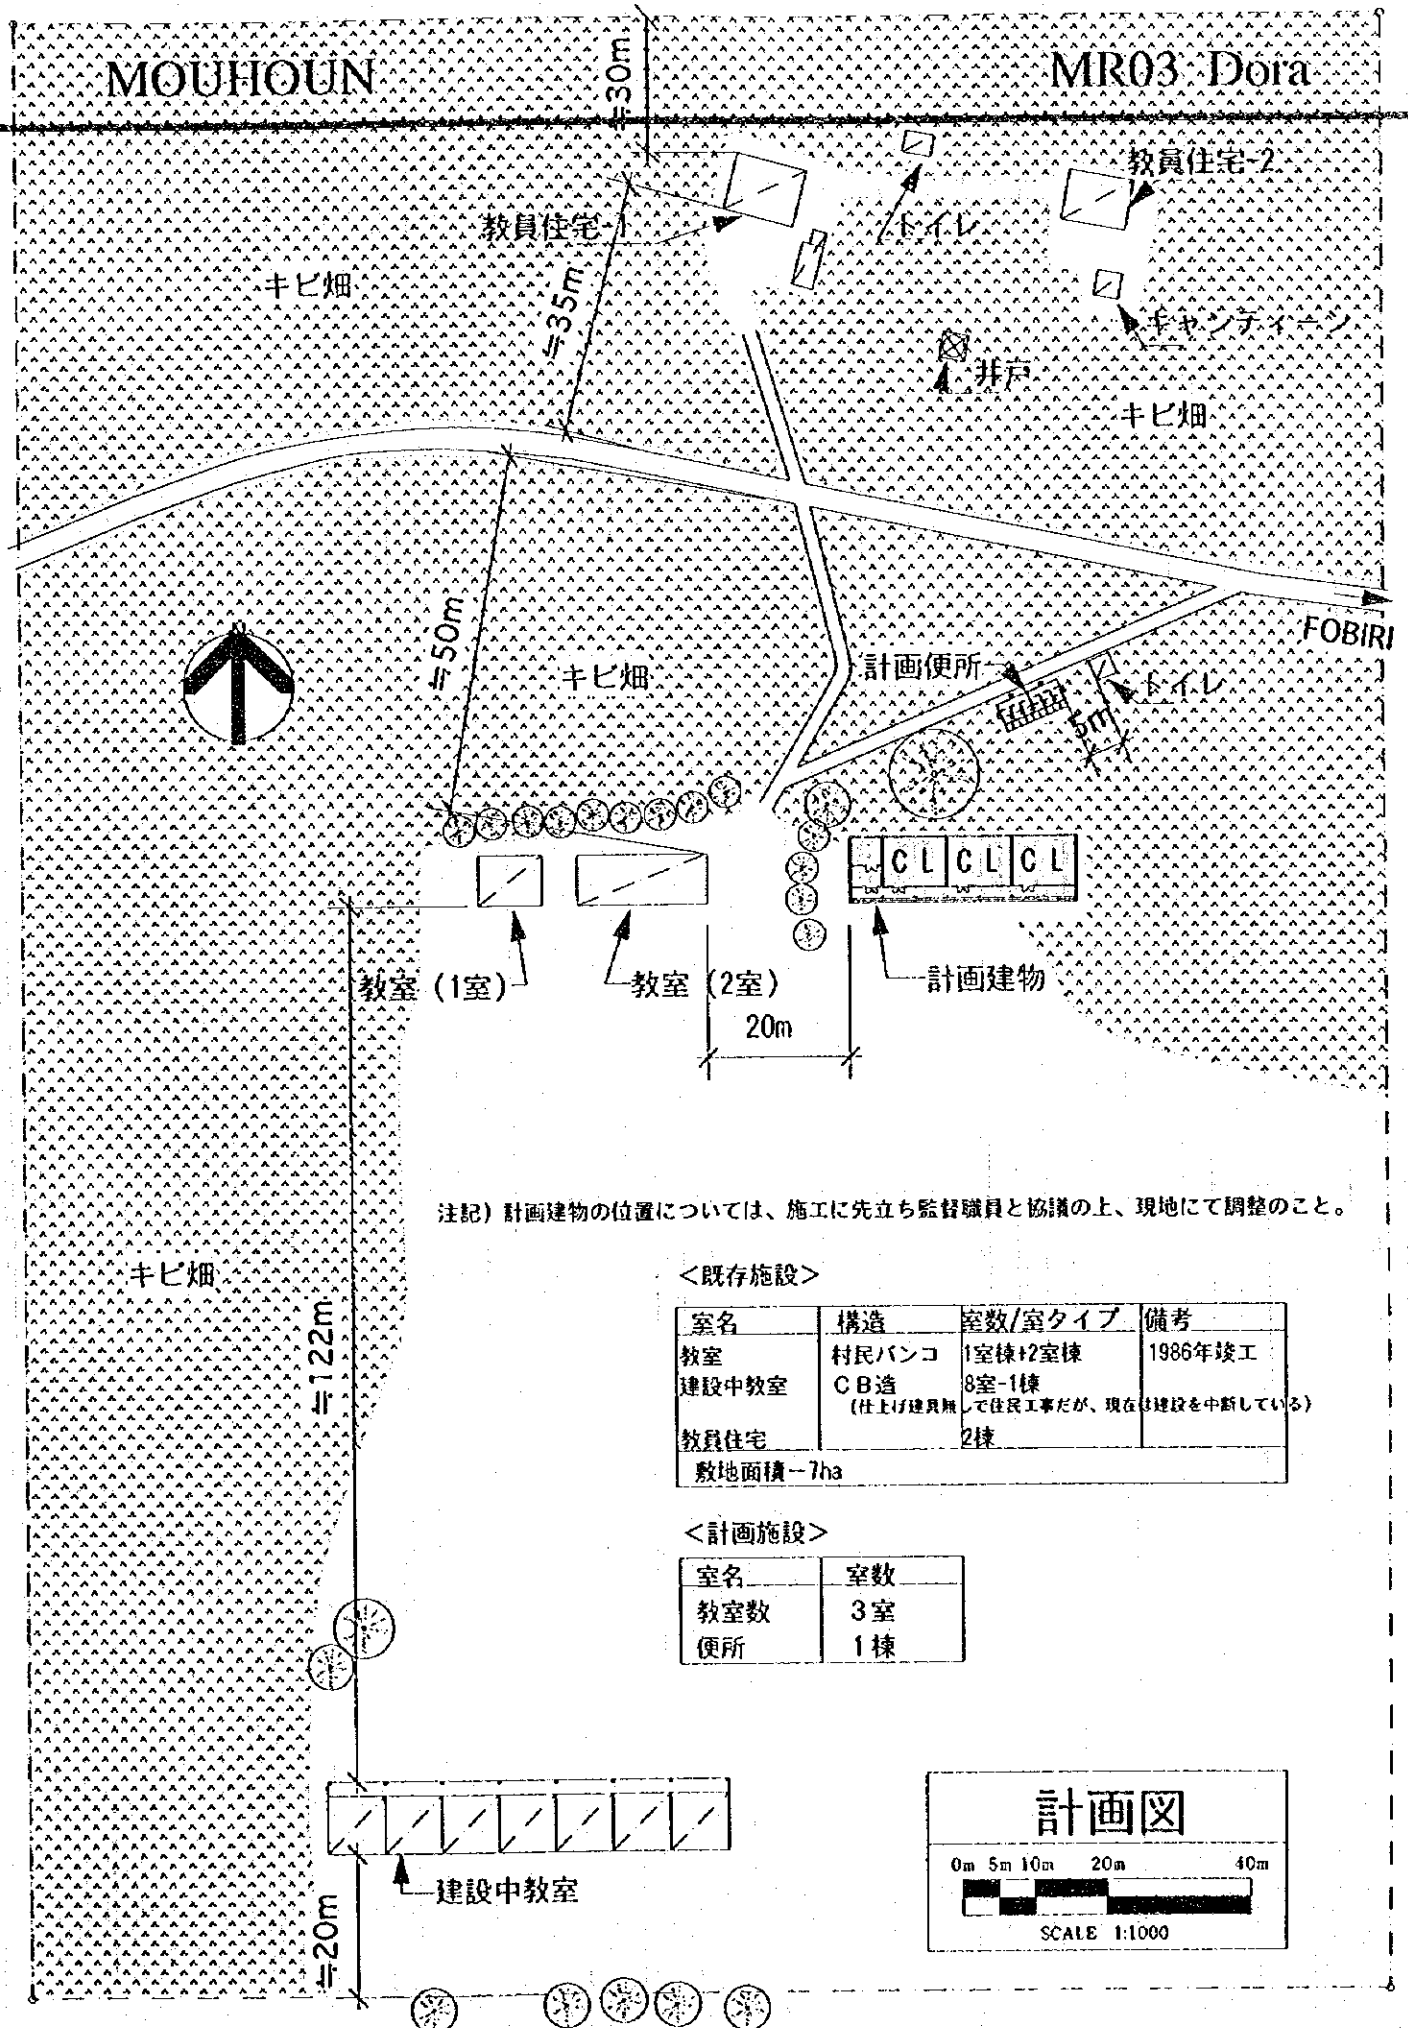 MOUHOUN
MR03 Dora
≒30m
教員住宅-2
トイレ
教員住宅-1
キビ畑
≒35m
キャンティーン
井戸
キビ畑
FOBIRI
≒50m
キビ畑
計画便所
トイレ
5m
CL CL CL
教室 (1室)
教室 (2室)
計画建物
20m
注記) 計画建物の位置については、施工に先立ち監督職員と協議の上、現地にて調整のこと。
キビ畑
≒122m
<既存施設>
室名 構造 室数/室タイプ 備考
教室 村民バンコ 1室棟+2室棟 1986年竣工
建設中教室 CB造 8室-1棟
(仕上げ建具無しで住民工事だが、現在は建設を中断している)
教員住宅 2棟
敷地面積-7ha
<計画施設>
室名 室数
教室数 3室
便所 1棟
建設中教室
≒20m
計画図
0m 5m 10m 20m 40m
SCALE 1:1000